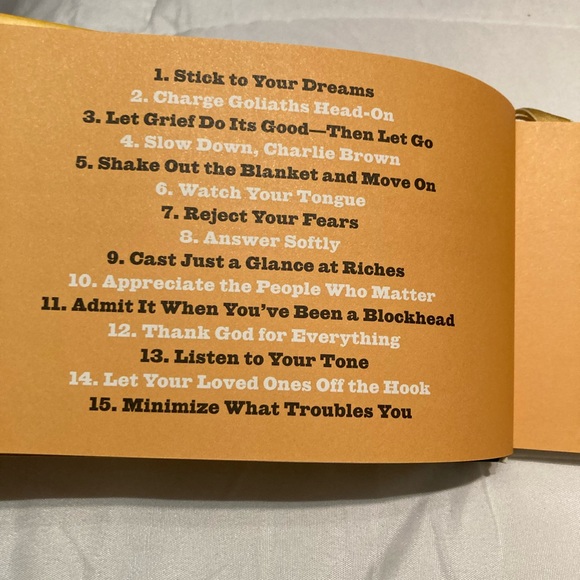 1. Stick to Your Dreams
2. Charge Goliaths Head-On
3. Let Grief Do Its Good—Then Let Go
4. Slow Down, Charlie Brown
5. Shake Out the Blanket and Move On
6. Watch Your Tongue
7. Reject Your Fears
8. Answer Softly
9. Cast Just a Glance at Riches
10. Appreciate the People Who Matter
11. Admit It When You’ve Been a Blockhead
12. Thank God for Everything
13. Listen to Your Tone
14. Let Your Loved Ones Off the Hook
15. Minimize What Troubles You